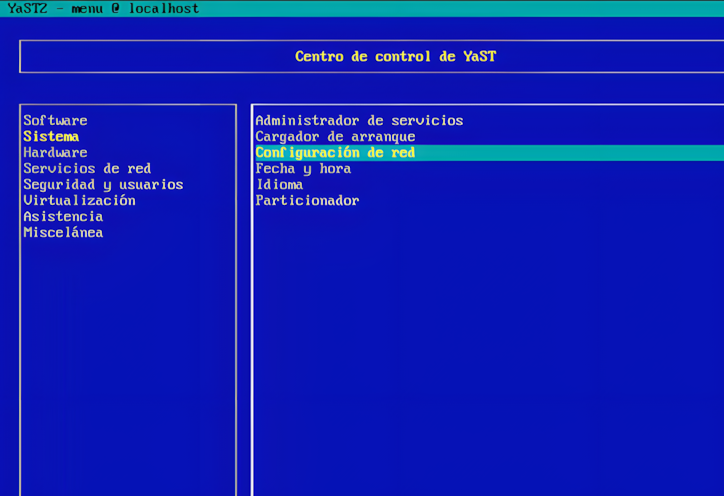 YaST2 - menu @ localhost
Centro de control de YaST
Software
Sistema
Hardware
Servicios de red
Seguridad y usuarios
Virtualización
Asistencia
Miscelánea
Administrador de servicios
Cargador de arranque
Configuración de red
Fecha y hora
Idioma
Particionador